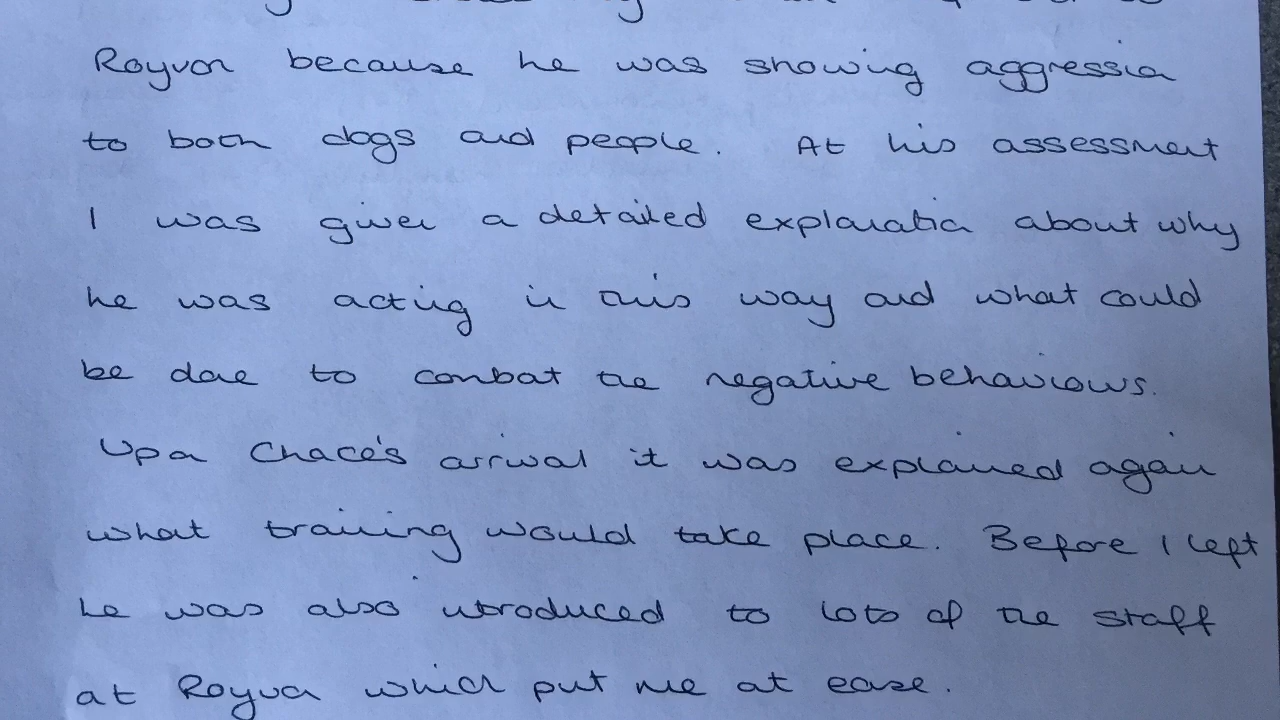 Royvon because he was showing aggression
to both dogs and people. At his assessment
I was given a detailed explanation about why
he was acting in this way and what could
be done to combat the negative behaviours.
Upon Chace's arrival it was explained again
what training would take place. Before I left
he was also introduced to lots of the staff
at Royvon which put me at ease.